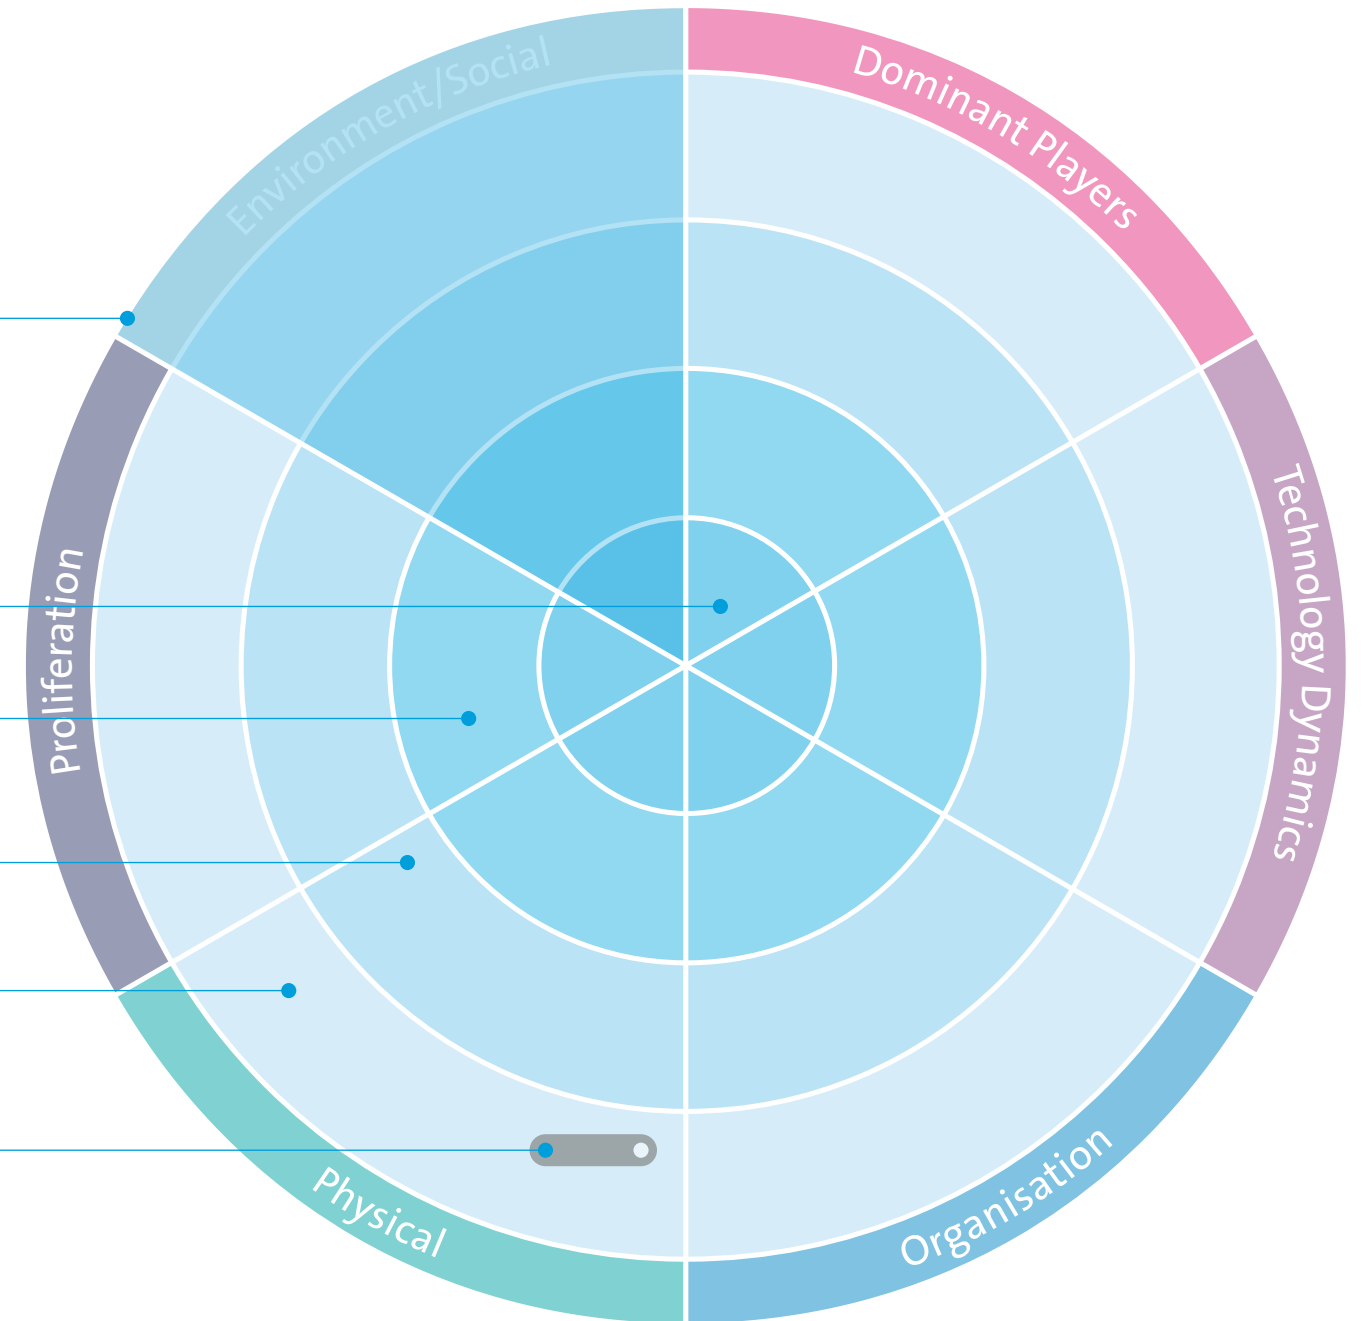 Environment/Social
Dominant Players
Technology Dynamics
Organisation
Physical
Proliferation